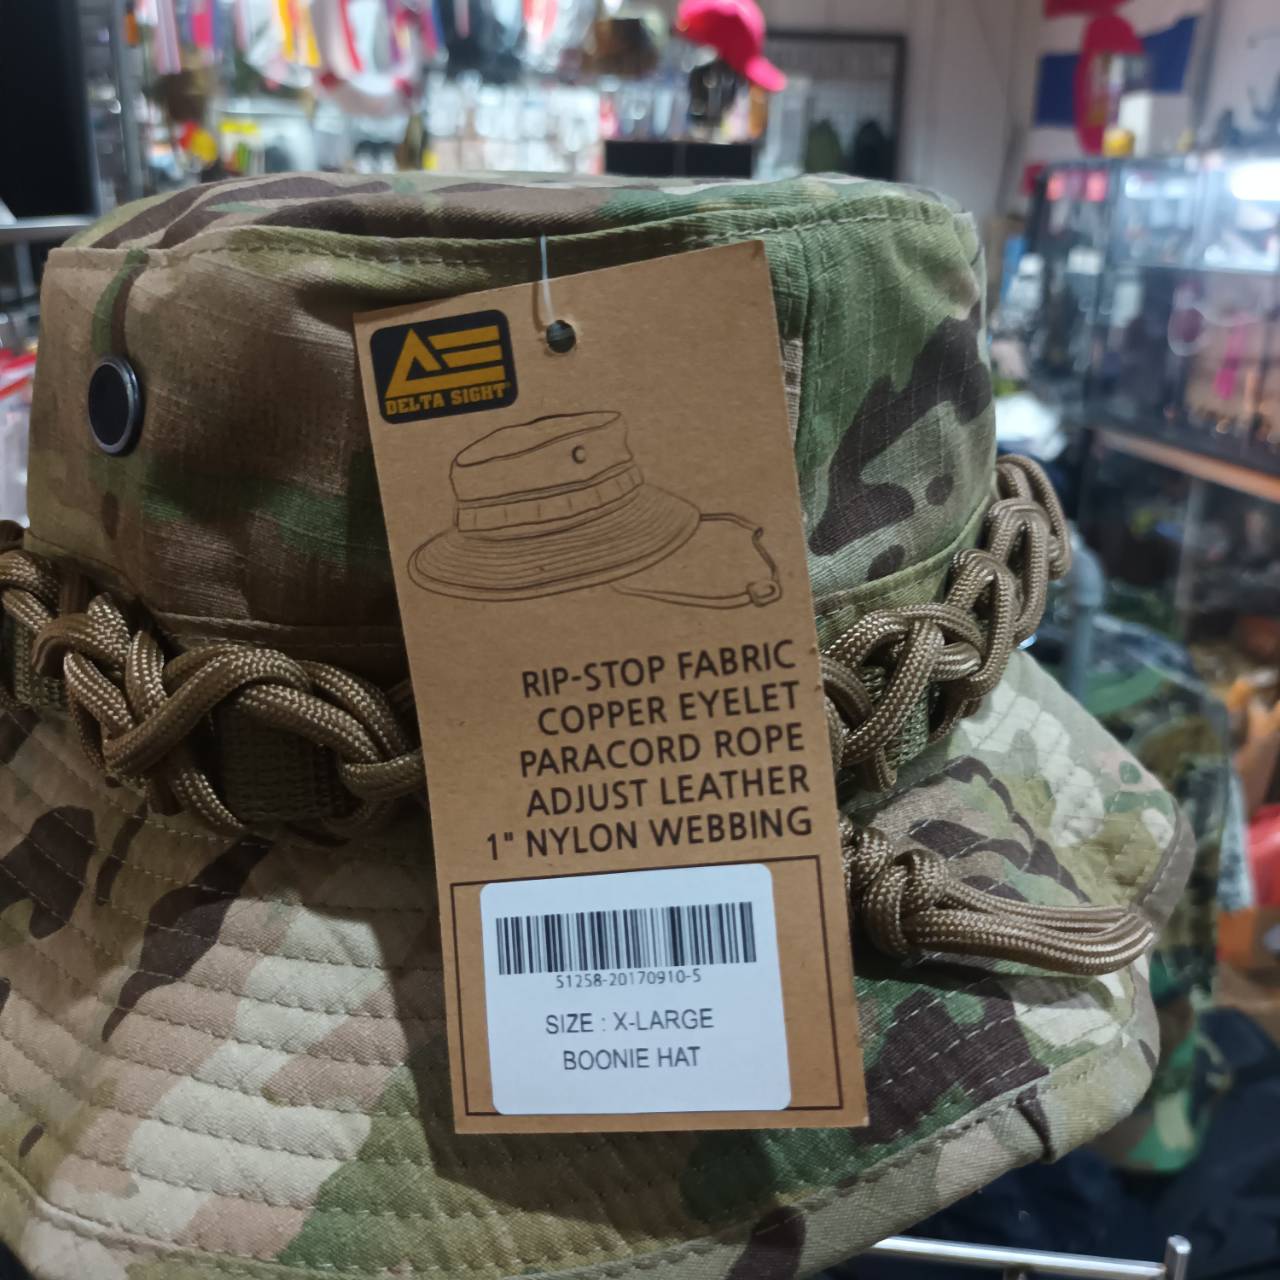 DELTA SIGHT
RIP-STOP FABRIC
COPPER EYELET
PARACORD ROPE
ADJUST LEATHER
1" NYLON WEBBING
51258-20170910-5
SIZE : X-LARGE
BOONIE HAT